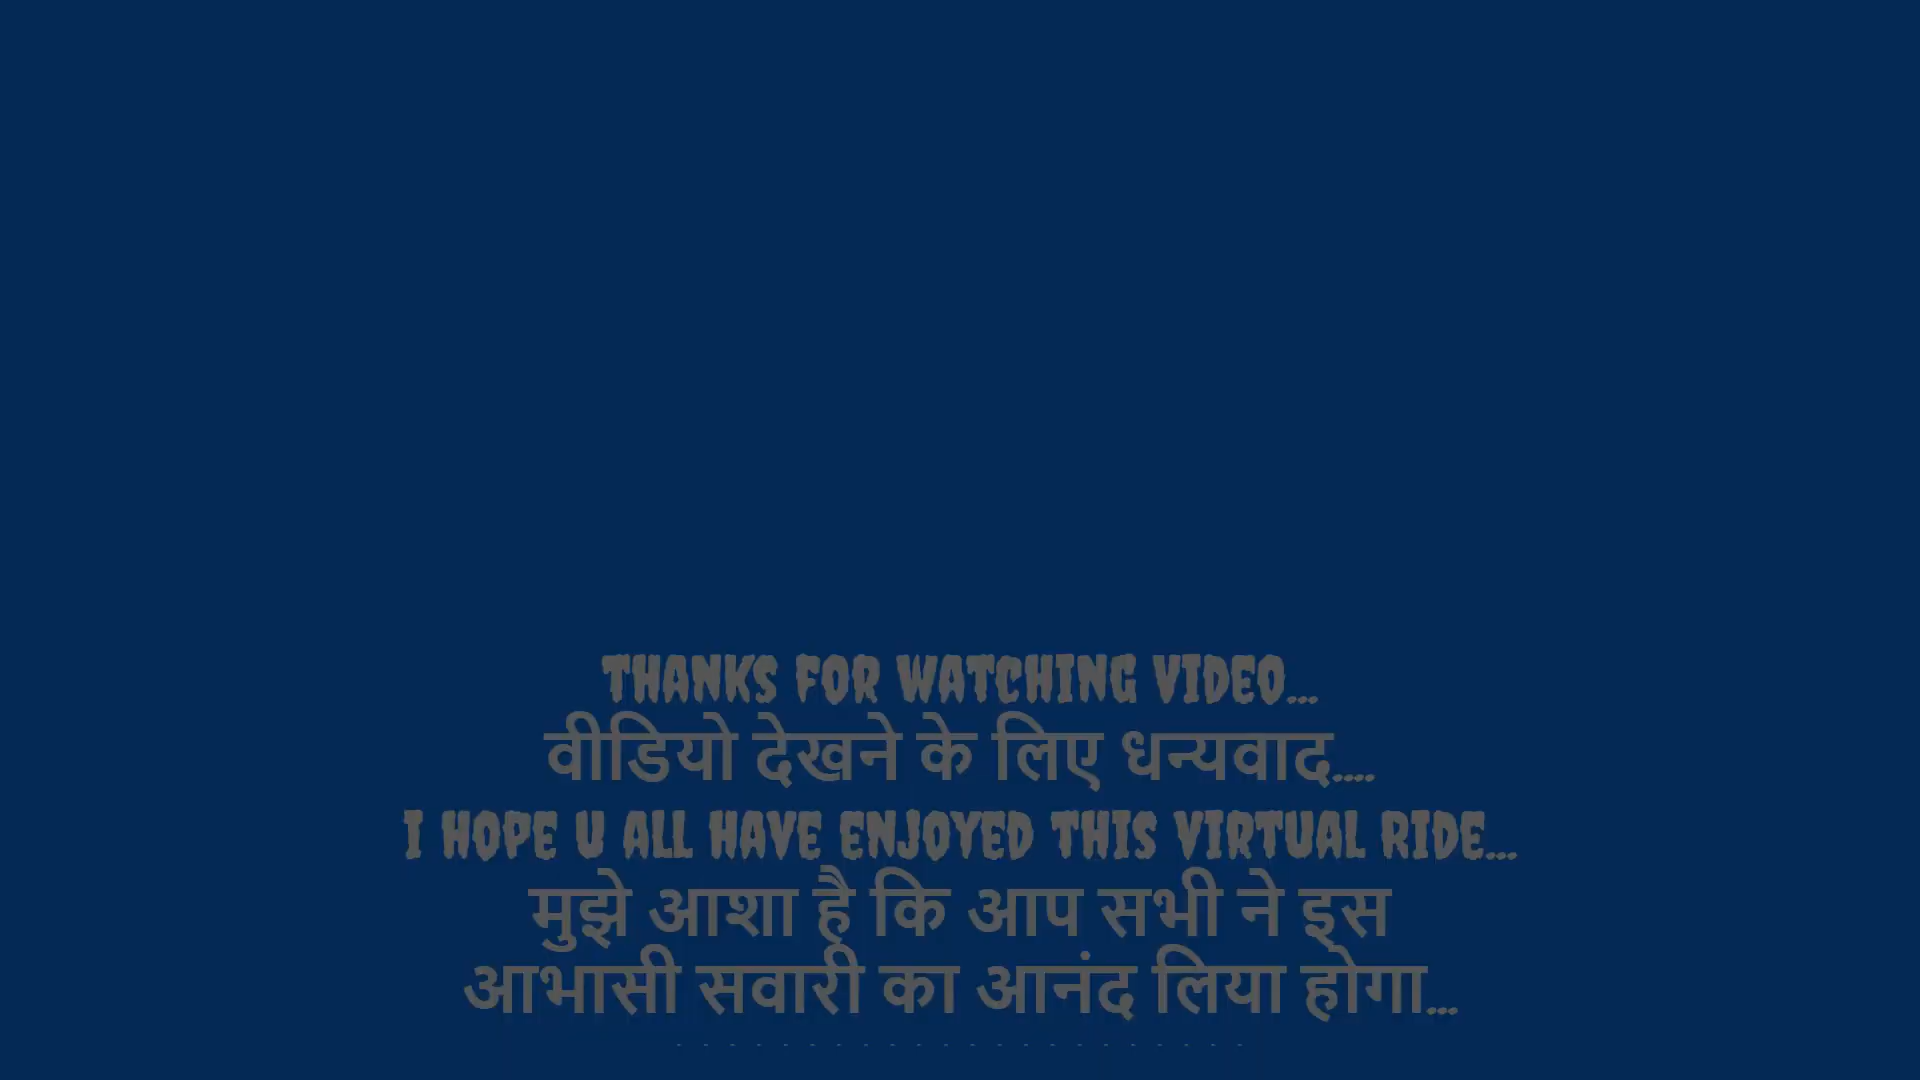 THANKS FOR WATCHING VIDEO...
वीडियो देखने के लिए धन्यवाद....
I HOPE U ALL HAVE ENJOYED THIS VIRTUAL RIDE...
मुझे आशा है कि आप सभी ने इस
आभासी सवारी का आनंद लिया होगा...